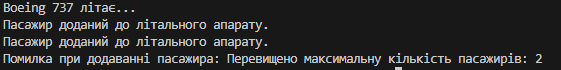 Boeing 737 літає...
Пасажир доданий до літального апарату.
Пасажир доданий до літального апарату.
Помилка при додаванні пасажира: Перевищено максимальну кількість пасажирів: 2